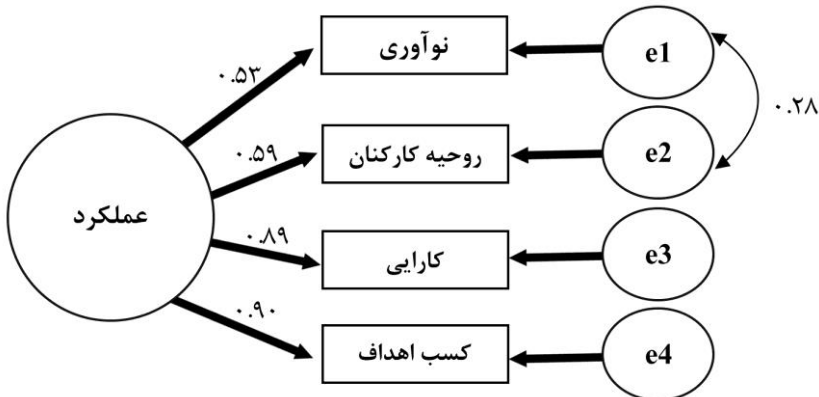 نوآوری
e1
۰.۵۳
۰.۲۸
روحیه کارکنان
e2
۰.۵۹
عملکرد
کارایی
e3
۰.۸۹
کسب اهداف
e4
۰.۹۰